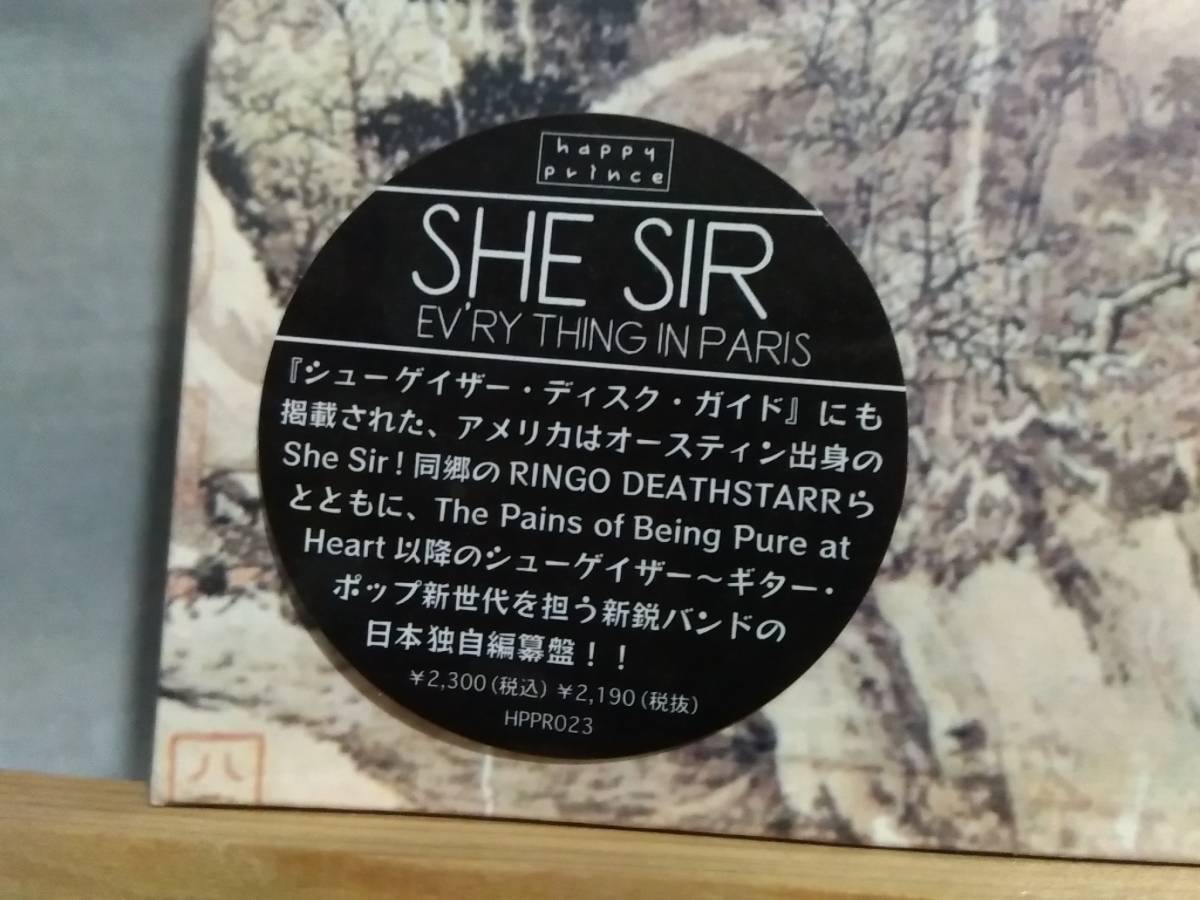 happy
prince
SHE SIR
EV'RY THING IN PARIS
『シューゲイザー・ディスク・ガイド』にも
掲載された、アメリカはオースティン出身の
She Sir！同郷のRINGO DEATHSTARRら
とともに、The Pains of Being Pure at
Heart以降のシューゲイザー～ギター・
ポップ新世代を担う新鋭バンドの
日本独自編纂盤！！
￥2,300(税込) ￥2,190(税抜)
HPPR023
八